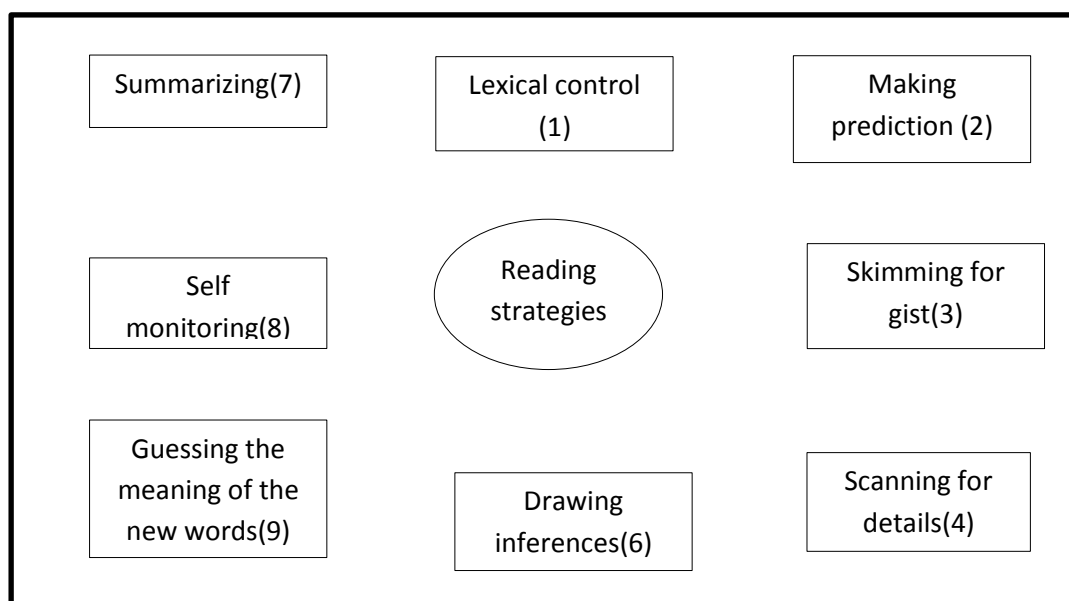 Summarizing(7)
Lexical control
(1)
Making
prediction (2)
Self
monitoring(8)
Reading
strategies
Skimming for
gist(3)
Guessing the
meaning of the
new words(9)
Drawing
inferences(6)
Scanning for
details(4)